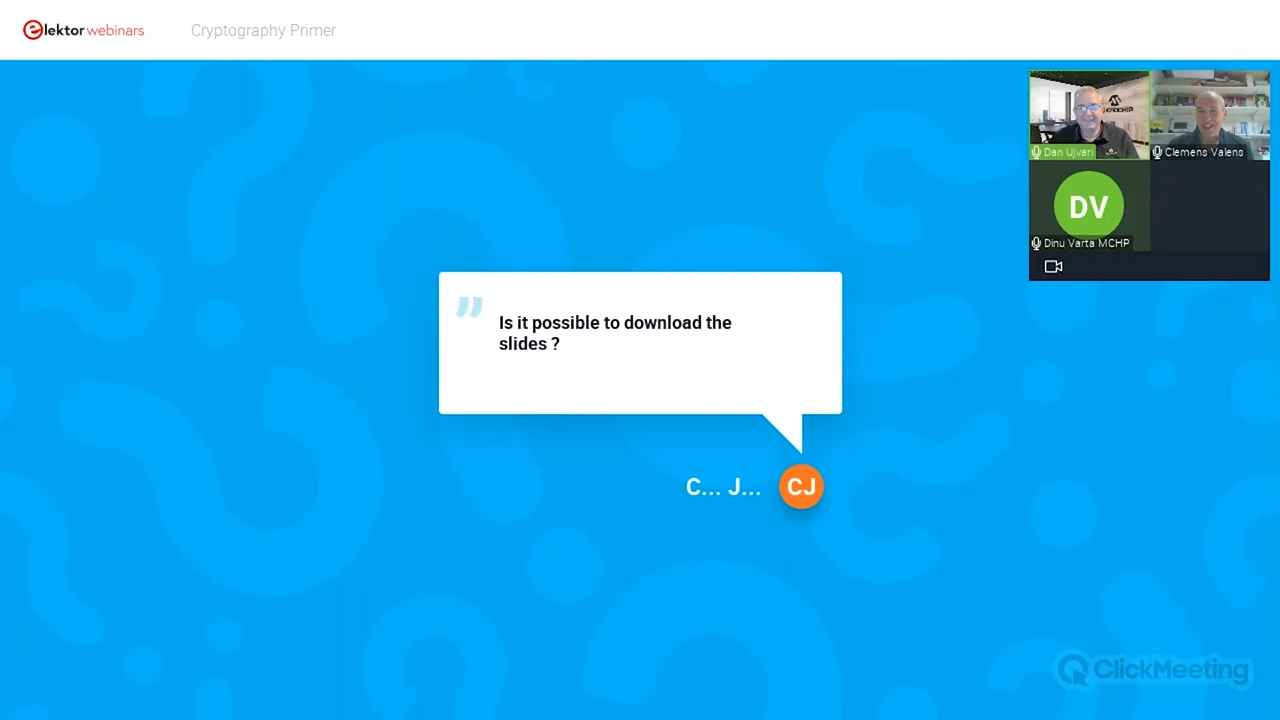 elektor webinars
Cryptography Primer
MICROCHIP
Dan Ujvari
Clemens Valens
DV
Dinu Varta MCHP
Is it possible to download the
slides ?
C... J...
CJ
ClickMeeting